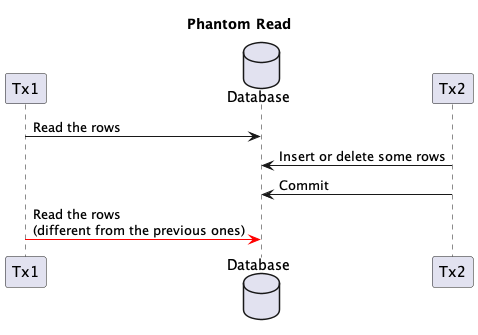 Phantom Read
Database
Tx1
Tx2
Read the rows
Insert or delete some rows
Commit
Read the rows
(different from the previous ones)
Database
Tx1
Tx2